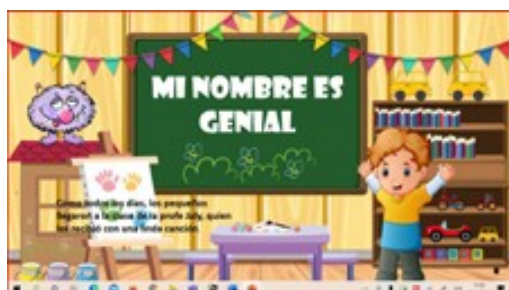 MI NOMBRE ES
GENIAL
Como todos los días, los pequeños
llegaron a la clase de la profe July, quien
los recibió con una linda canción.